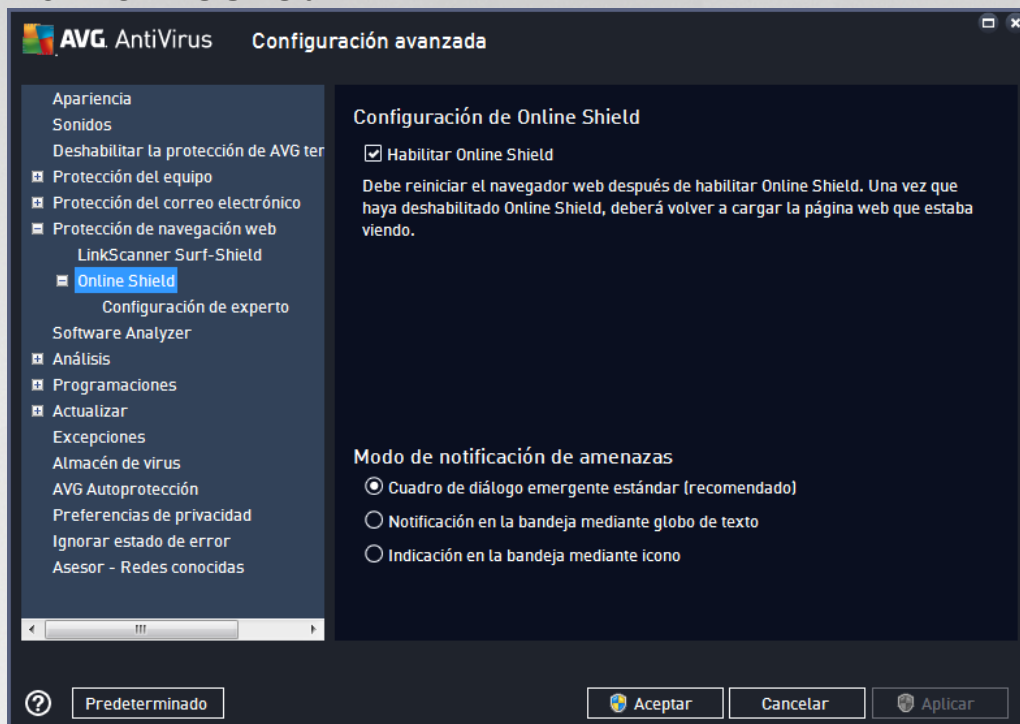 AVG AntiVirus Configuración avanzada
Apariencia
Sonidos
Deshabilitar la protección de AVG ter
Protección del equipo
Protección del correo electrónico
Protección de navegación web
LinkScanner Surf-Shield
Online Shield
Configuración de experto
Software Analyzer
Análisis
Programaciones
Actualizar
Excepciones
Almacén de virus
AVG Autoprotección
Preferencias de privacidad
Ignorar estado de error
Asesor - Redes conocidas
Configuración de Online Shield
Habilitar Online Shield
Debe reiniciar el navegador web después de habilitar Online Shield. Una vez que
haya deshabilitado Online Shield, deberá volver a cargar la página web que estaba
viendo.
Modo de notificación de amenazas
Cuadro de diálogo emergente estándar (recomendado)
Notificación en la bandeja mediante globo de texto
Indicación en la bandeja mediante icono
Predeterminado
Aceptar
Cancelar
Aplicar